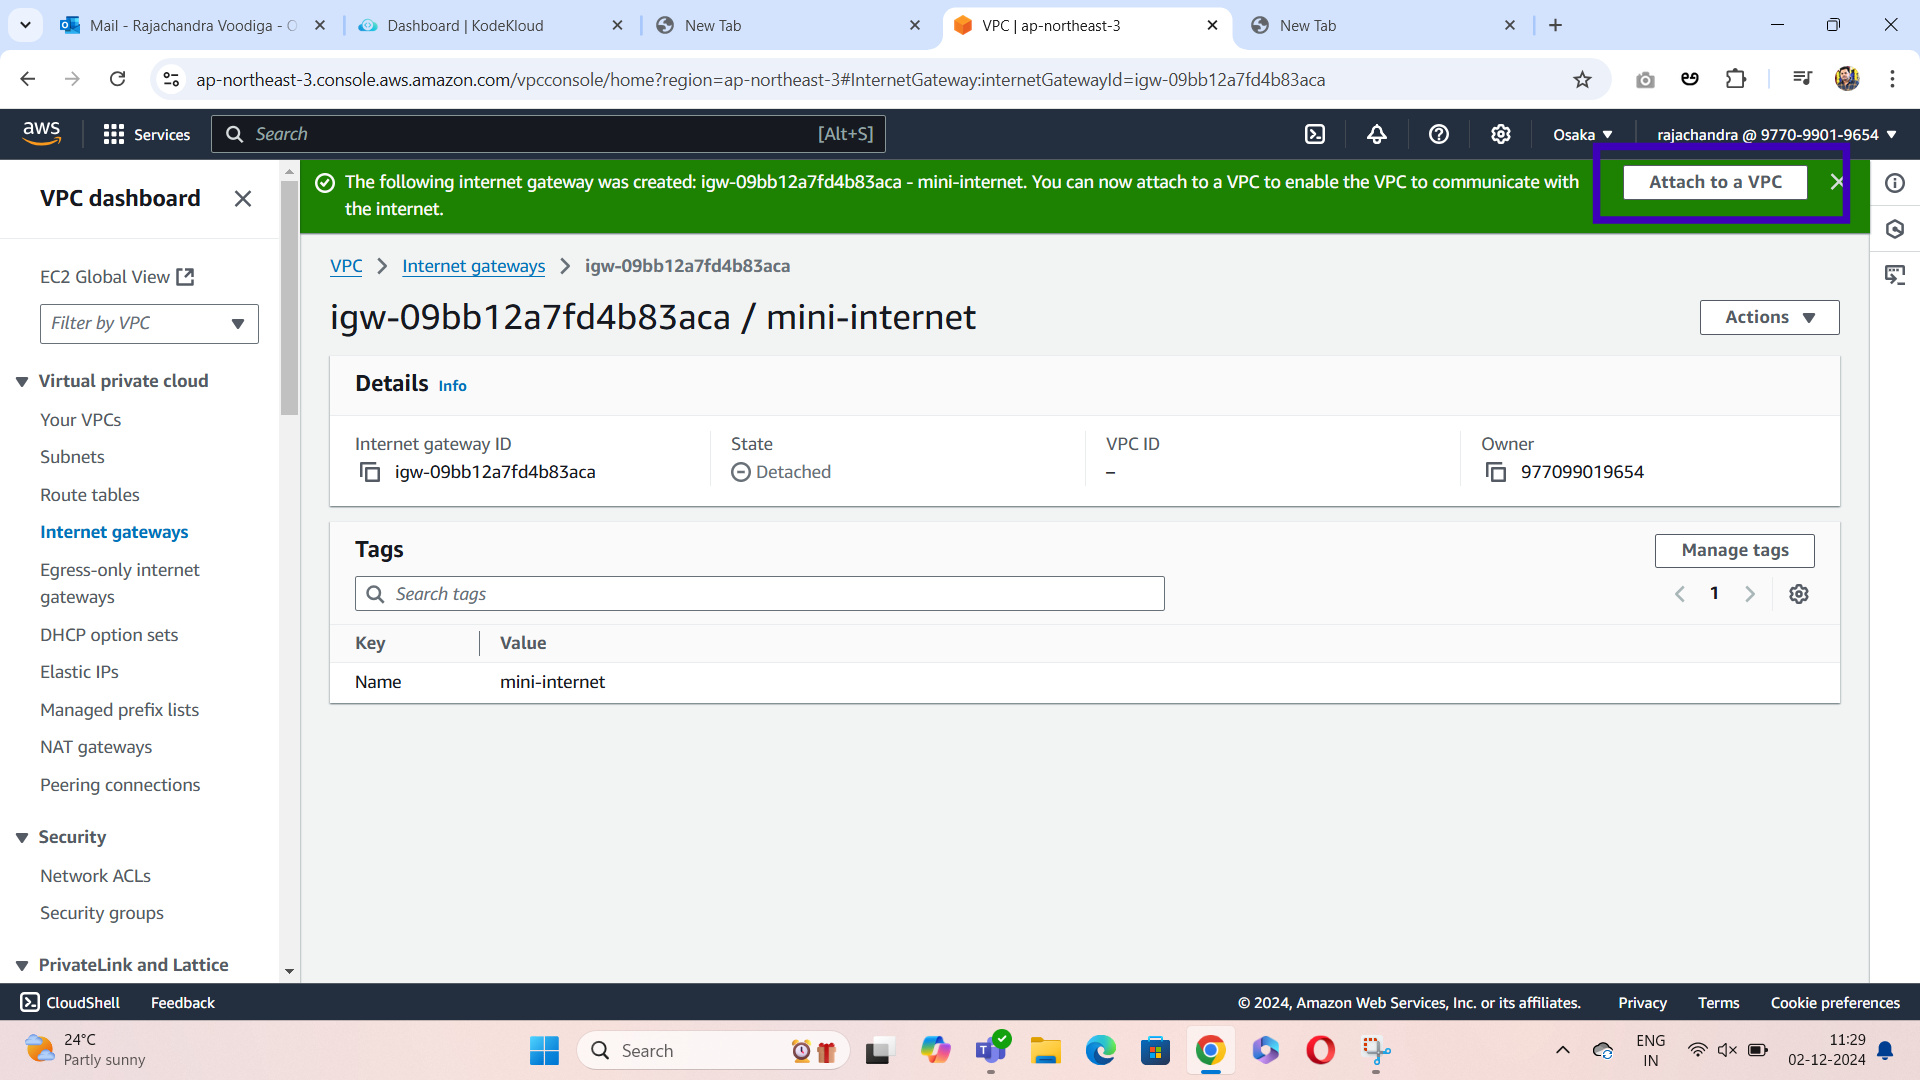 Mail - Rajachandra Voodiga - O
Dashboard | KodeKloud
New Tab
VPC | ap-northeast-3
New Tab
ap-northeast-3.console.aws.amazon.com/vpcconsole/home?region=ap-northeast-3#InternetGateway:internetGatewayId=igw-09bb12a7fd4b83aca
aws
Services
Search
[Alt+S]
Osaka
rajachandra @ 9770-9901-9654
VPC dashboard
EC2 Global View
Filter by VPC
Virtual private cloud
Your VPCs
Subnets
Route tables
Internet gateways
Egress-only internet
gateways
DHCP option sets
Elastic IPs
Managed prefix lists
NAT gateways
Peering connections
Security
Network ACLs
Security groups
PrivateLink and Lattice
The following internet gateway was created: igw-09bb12a7fd4b83aca - mini-internet. You can now attach to a VPC to enable the VPC to communicate with
the internet.
Attach to a VPC
VPC
Internet gateways
igw-09bb12a7fd4b83aca
igw-09bb12a7fd4b83aca / mini-internet
Actions
Details Info
Internet gateway ID
igw-09bb12a7fd4b83aca
State
Detached
VPC ID
–
Owner
977099019654
Tags
Manage tags
Search tags
1
Key Value
Name mini-internet
CloudShell
Feedback
© 2024, Amazon Web Services, Inc. or its affiliates.
Privacy
Terms
Cookie preferences
24°C
Partly sunny
Search
ENG
IN
11:29
02-12-2024